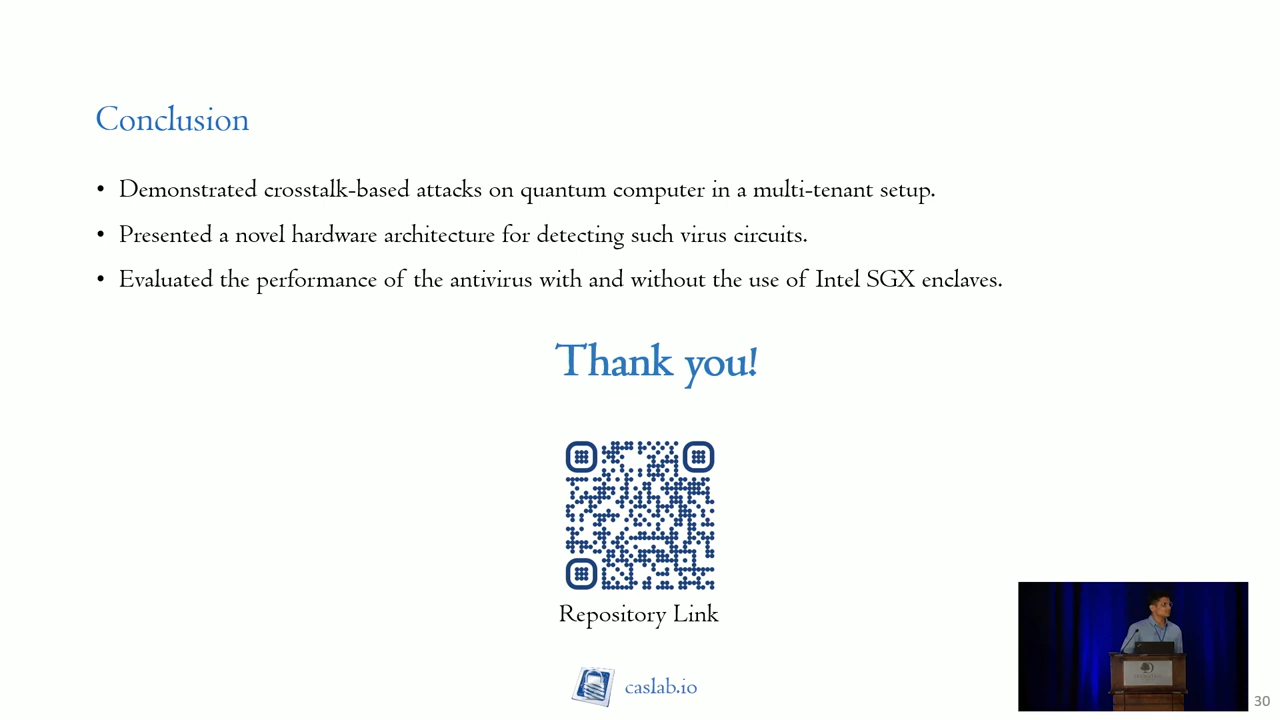 Conclusion
• Demonstrated crosstalk-based attacks on quantum computer in a multi-tenant setup.
• Presented a novel hardware architecture for detecting such virus circuits.
• Evaluated the performance of the antivirus with and without the use of Intel SGX enclaves.
Thank you!
Repository Link
caslab.io
30